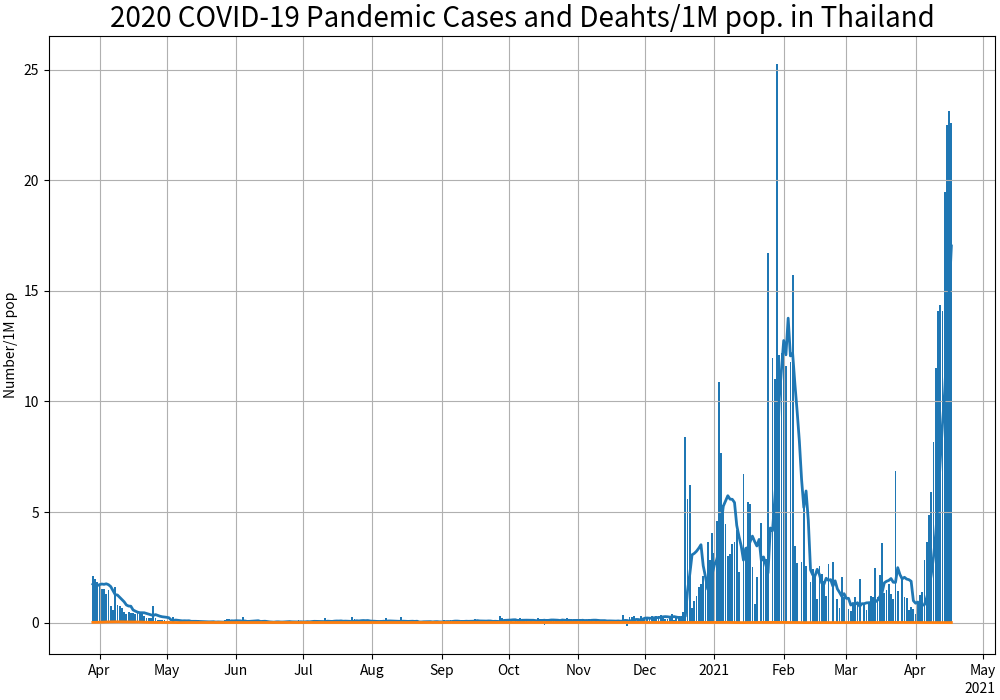 2020 COVID-19 Pandemic Cases and Deahts/1M pop. in Thailand
Number/1M pop
25
20
15
10
5
0
Apr May Jun Jul Aug Sep Oct Nov Dec 2021 Feb Mar Apr May
2021